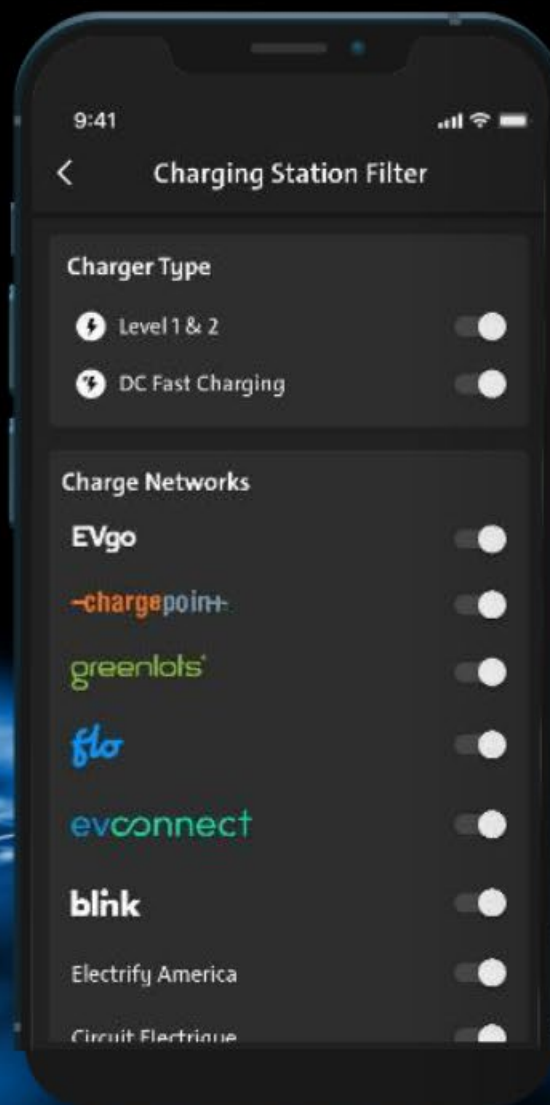 9:41
Charging Station Filter
Charger Type
Level 1 & 2
DC Fast Charging
Charge Networks
EVgo
-chargepoin+-
greenlots
flo
evconnect
blink
Electrify America
Circuit Electrique